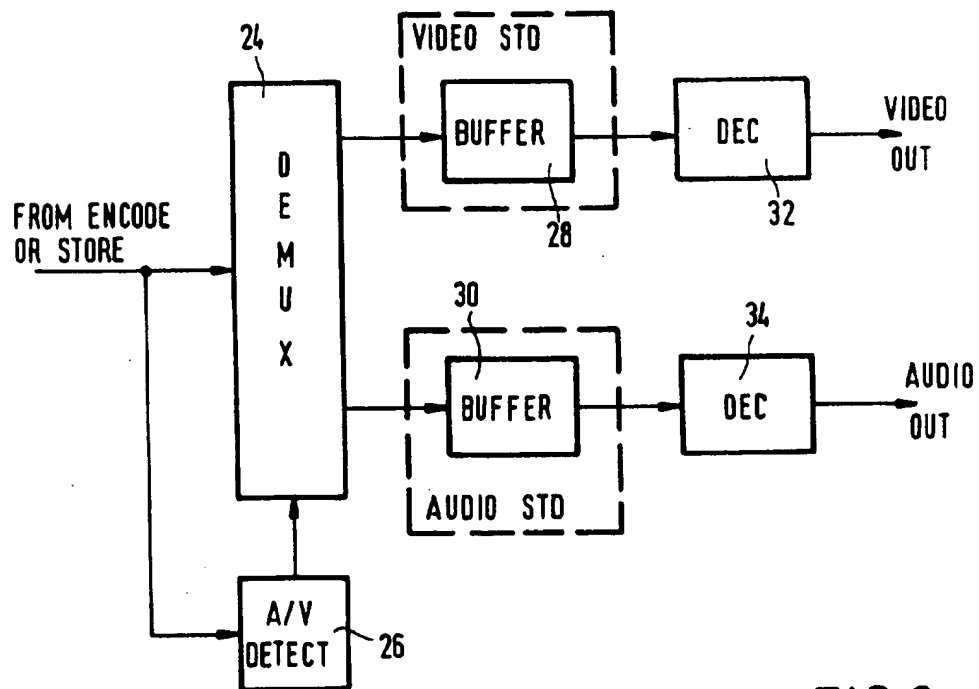 24
VIDEO STD
BUFFER
28
DEC
32
VIDEO
OUT
D
E
M
U
X
FROM ENCODE
OR STORE
30
BUFFER
AUDIO STD
34
DEC
AUDIO
OUT
A/V
DETECT
26